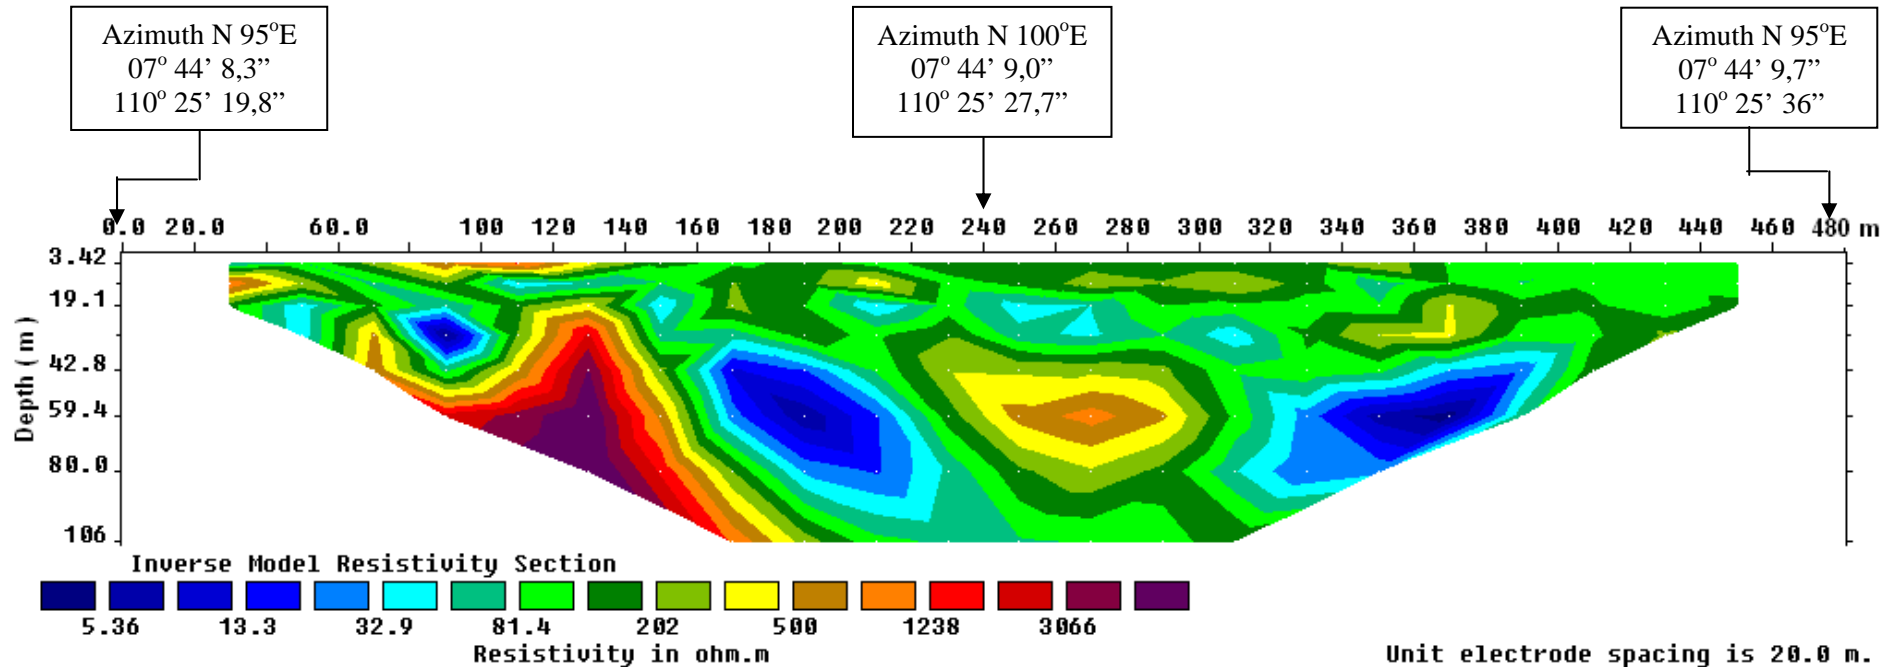 Azimuth N 95°E
07° 44’ 8,3”
110° 25’ 19,8”
Azimuth N 100°E
07° 44’ 9,0”
110° 25’ 27,7”
Azimuth N 95°E
07° 44’ 9,7”
110° 25’ 36”
0.0 20.0 60.0 100 120 140 160 180 200 220 240 260 280 300 320 340 360 380 400 420 440 460 480 m
3.42
19.1
42.8
59.4
80.0
106
Depth (m)
Inverse Model Resistivity Section
5.36 13.3 32.9 81.4 202 500 1238 3066
Resistivity in ohm.m
Unit electrode spacing is 20.0 m.